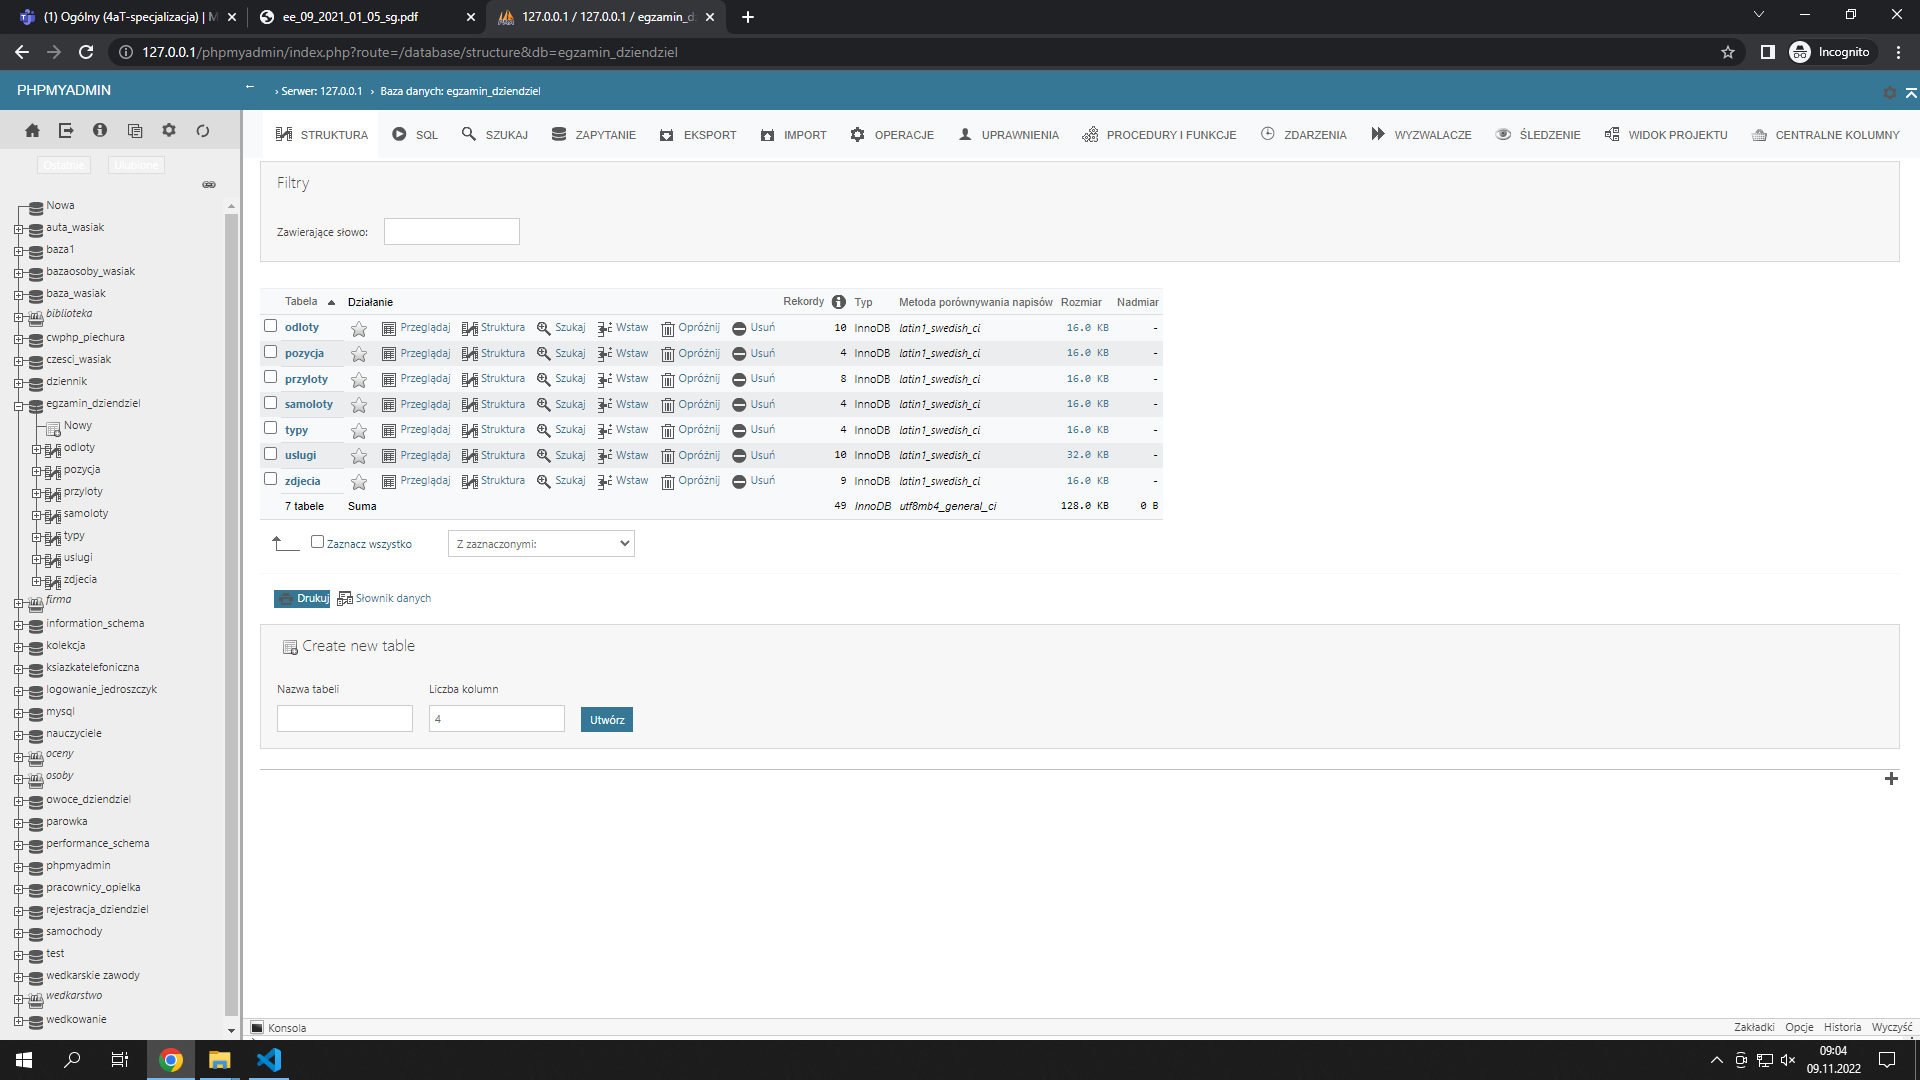 (1) Ogólny (4aT-specjalizacja) | M
ee_09_2021_01_05_sg.pdf
127.0.0.1 / 127.0.0.1 / egzamin_d
127.0.0.1/phpmyadmin/index.php?route=/database/structure&db=egzamin_dziendziel
Incognito
PHPMYADMIN
Serwer: 127.0.0.1 › Baza danych: egzamin_dziendziel
STRUKTURA SQL SZUKAJ ZAPYTANIE EKSPORT IMPORT OPERACJE UPRAWNIENIA PROCEDURY I FUNKCJE ZDARZENIA WYZWALACZE ŚLEDZENIE WIDOK PROJEKTU CENTRALNE KOLUMNY
Ostatnie Ulubione
Nowa
auta_wasiak
baza1
bazaosoby_wasiak
baza_wasiak
biblioteka
cwphp_piechura
czesci_wasiak
dziennik
egzamin_dziendziel
Nowy
odloty
pozycja
przyloty
samoloty
typy
uslugi
zdjecia
firma
information_schema
kolekcja
ksiazkatelefoniczna
logowanie_jedroszczyk
mysql
nauczyciele
oceny
osoby
owoce_dziendziel
parowka
performance_schema
phpmyadmin
pracownicy_opielka
rejestracja_dziendziel
samochody
test
wedkarskie zawody
wedkarstwo
wedkowanie
Filtry
Zawierające słowo:
Tabela Działanie Rekordy Typ Metoda porównywania napisów Rozmiar Nadmiar
odloty Przeglądaj Struktura Szukaj Wstaw Opróżnij Usuń 10 InnoDB latin1_swedish_ci 16.0 KB -
pozycja Przeglądaj Struktura Szukaj Wstaw Opróżnij Usuń 4 InnoDB latin1_swedish_ci 16.0 KB -
przyloty Przeglądaj Struktura Szukaj Wstaw Opróżnij Usuń 8 InnoDB latin1_swedish_ci 16.0 KB -
samoloty Przeglądaj Struktura Szukaj Wstaw Opróżnij Usuń 4 InnoDB latin1_swedish_ci 16.0 KB -
typy Przeglądaj Struktura Szukaj Wstaw Opróżnij Usuń 4 InnoDB latin1_swedish_ci 16.0 KB -
uslugi Przeglądaj Struktura Szukaj Wstaw Opróżnij Usuń 10 InnoDB latin1_swedish_ci 32.0 KB -
zdjecia Przeglądaj Struktura Szukaj Wstaw Opróżnij Usuń 9 InnoDB latin1_swedish_ci 16.0 KB -
7 tabele Suma 49 InnoDB utf8mb4_general_ci 128.0 KB 0 B
Zaznacz wszystko Z zaznaczonymi:
Drukuj Słownik danych
Create new table
Nazwa tabeli Liczba kolumn
4 Utwórz
Konsola Zakładki Opcje Historia Wyczyść
09:04
09.11.2022